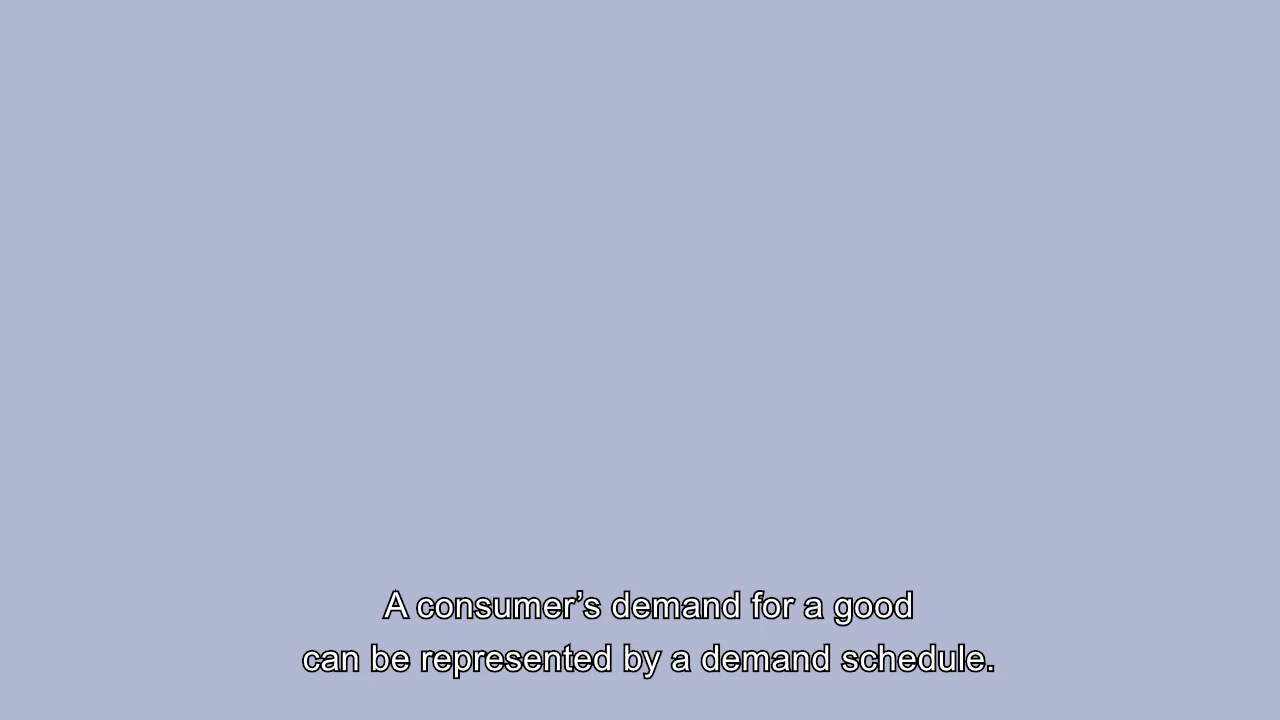 A consumer’s demand for a good
can be represented by a demand schedule.